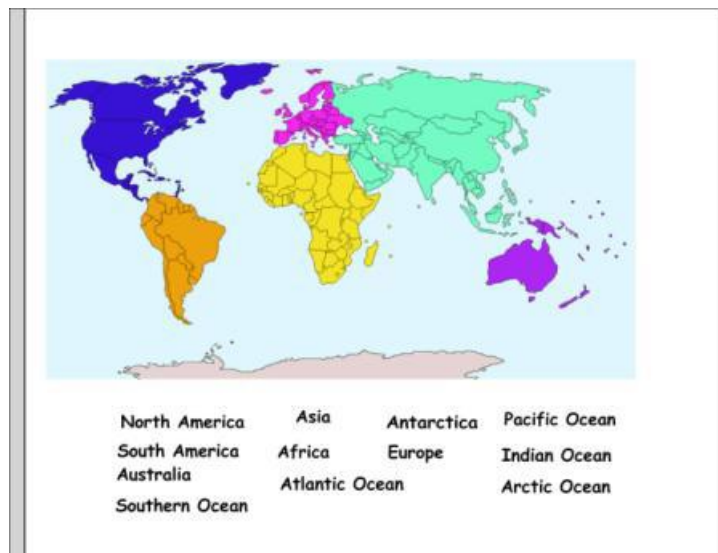 North America Asia Antarctica Pacific Ocean
South America Africa Europe Indian Ocean
Australia Atlantic Ocean Arctic Ocean
Southern Ocean